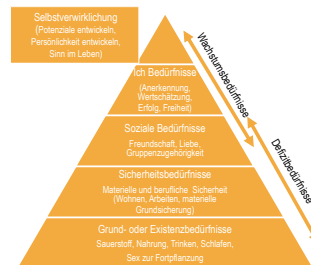 Selbstverwirklichung
(Potenziale entwickeln,
Persönlichkeit entwickeln,
Sinn im Leben)
Ich Bedürfnisse
(Anerkennung,
Wertschätzung,
Erfolg, Freiheit)
Soziale Bedürfnisse
Freundschaft, Liebe,
Gruppenzugehörigkeit
Sicherheitsbedürfnisse
Materielle und berufliche Sicherheit
(Wohnen, Arbeiten, materielle
Grundsicherung)
Grund- oder Existenzbedürfnisse
Sauerstoff, Nahrung, Trinken, Schlafen,
Sex zur Fortpflanzung
Wachstumsbedürfnisse
Defizitbedürfnisse